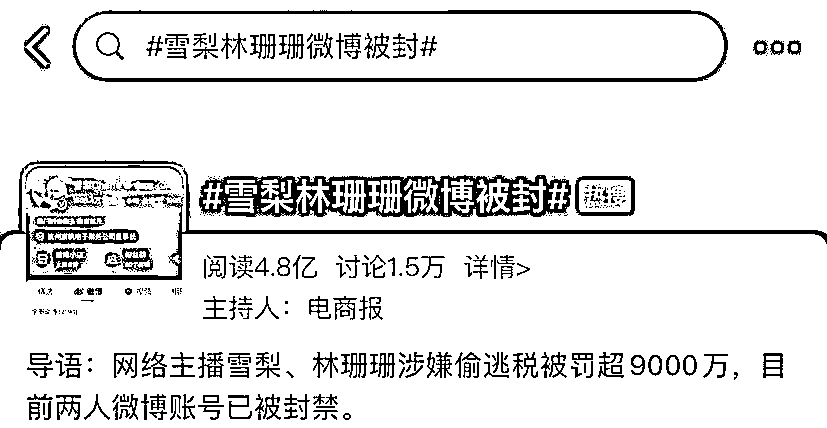 #雪梨林珊珊微博被封#
#雪梨林珊珊微博被封# 热搜
阅读4.8亿 讨论1.5万 详情>
主持人：电商报
导语：网络主播雪梨、林珊珊涉嫌偷逃税被罚超9000万，目
前两人微博账号已被封禁。